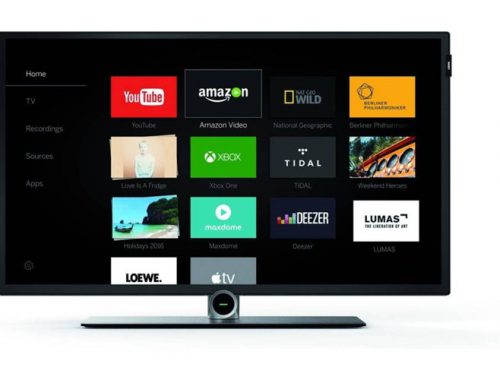 Home
TV
Recordings
Sources
Apps
YouTube
YouTube
amazon
Amazon Video
NAT GEO
WILD
National Geographic
BERLINER
PHILHARMONIKER
Berliner Philharmo...
Love Is A Fridge
XBOX
Xbox One
TIDAL
TIDAL
Weekend Heroes
Holidays 2016
maxdome
Maxdome
DEEZER
Deezer
LUMAS
THE LIBERATION OF ART
LUMAS
LOEWE.
tv